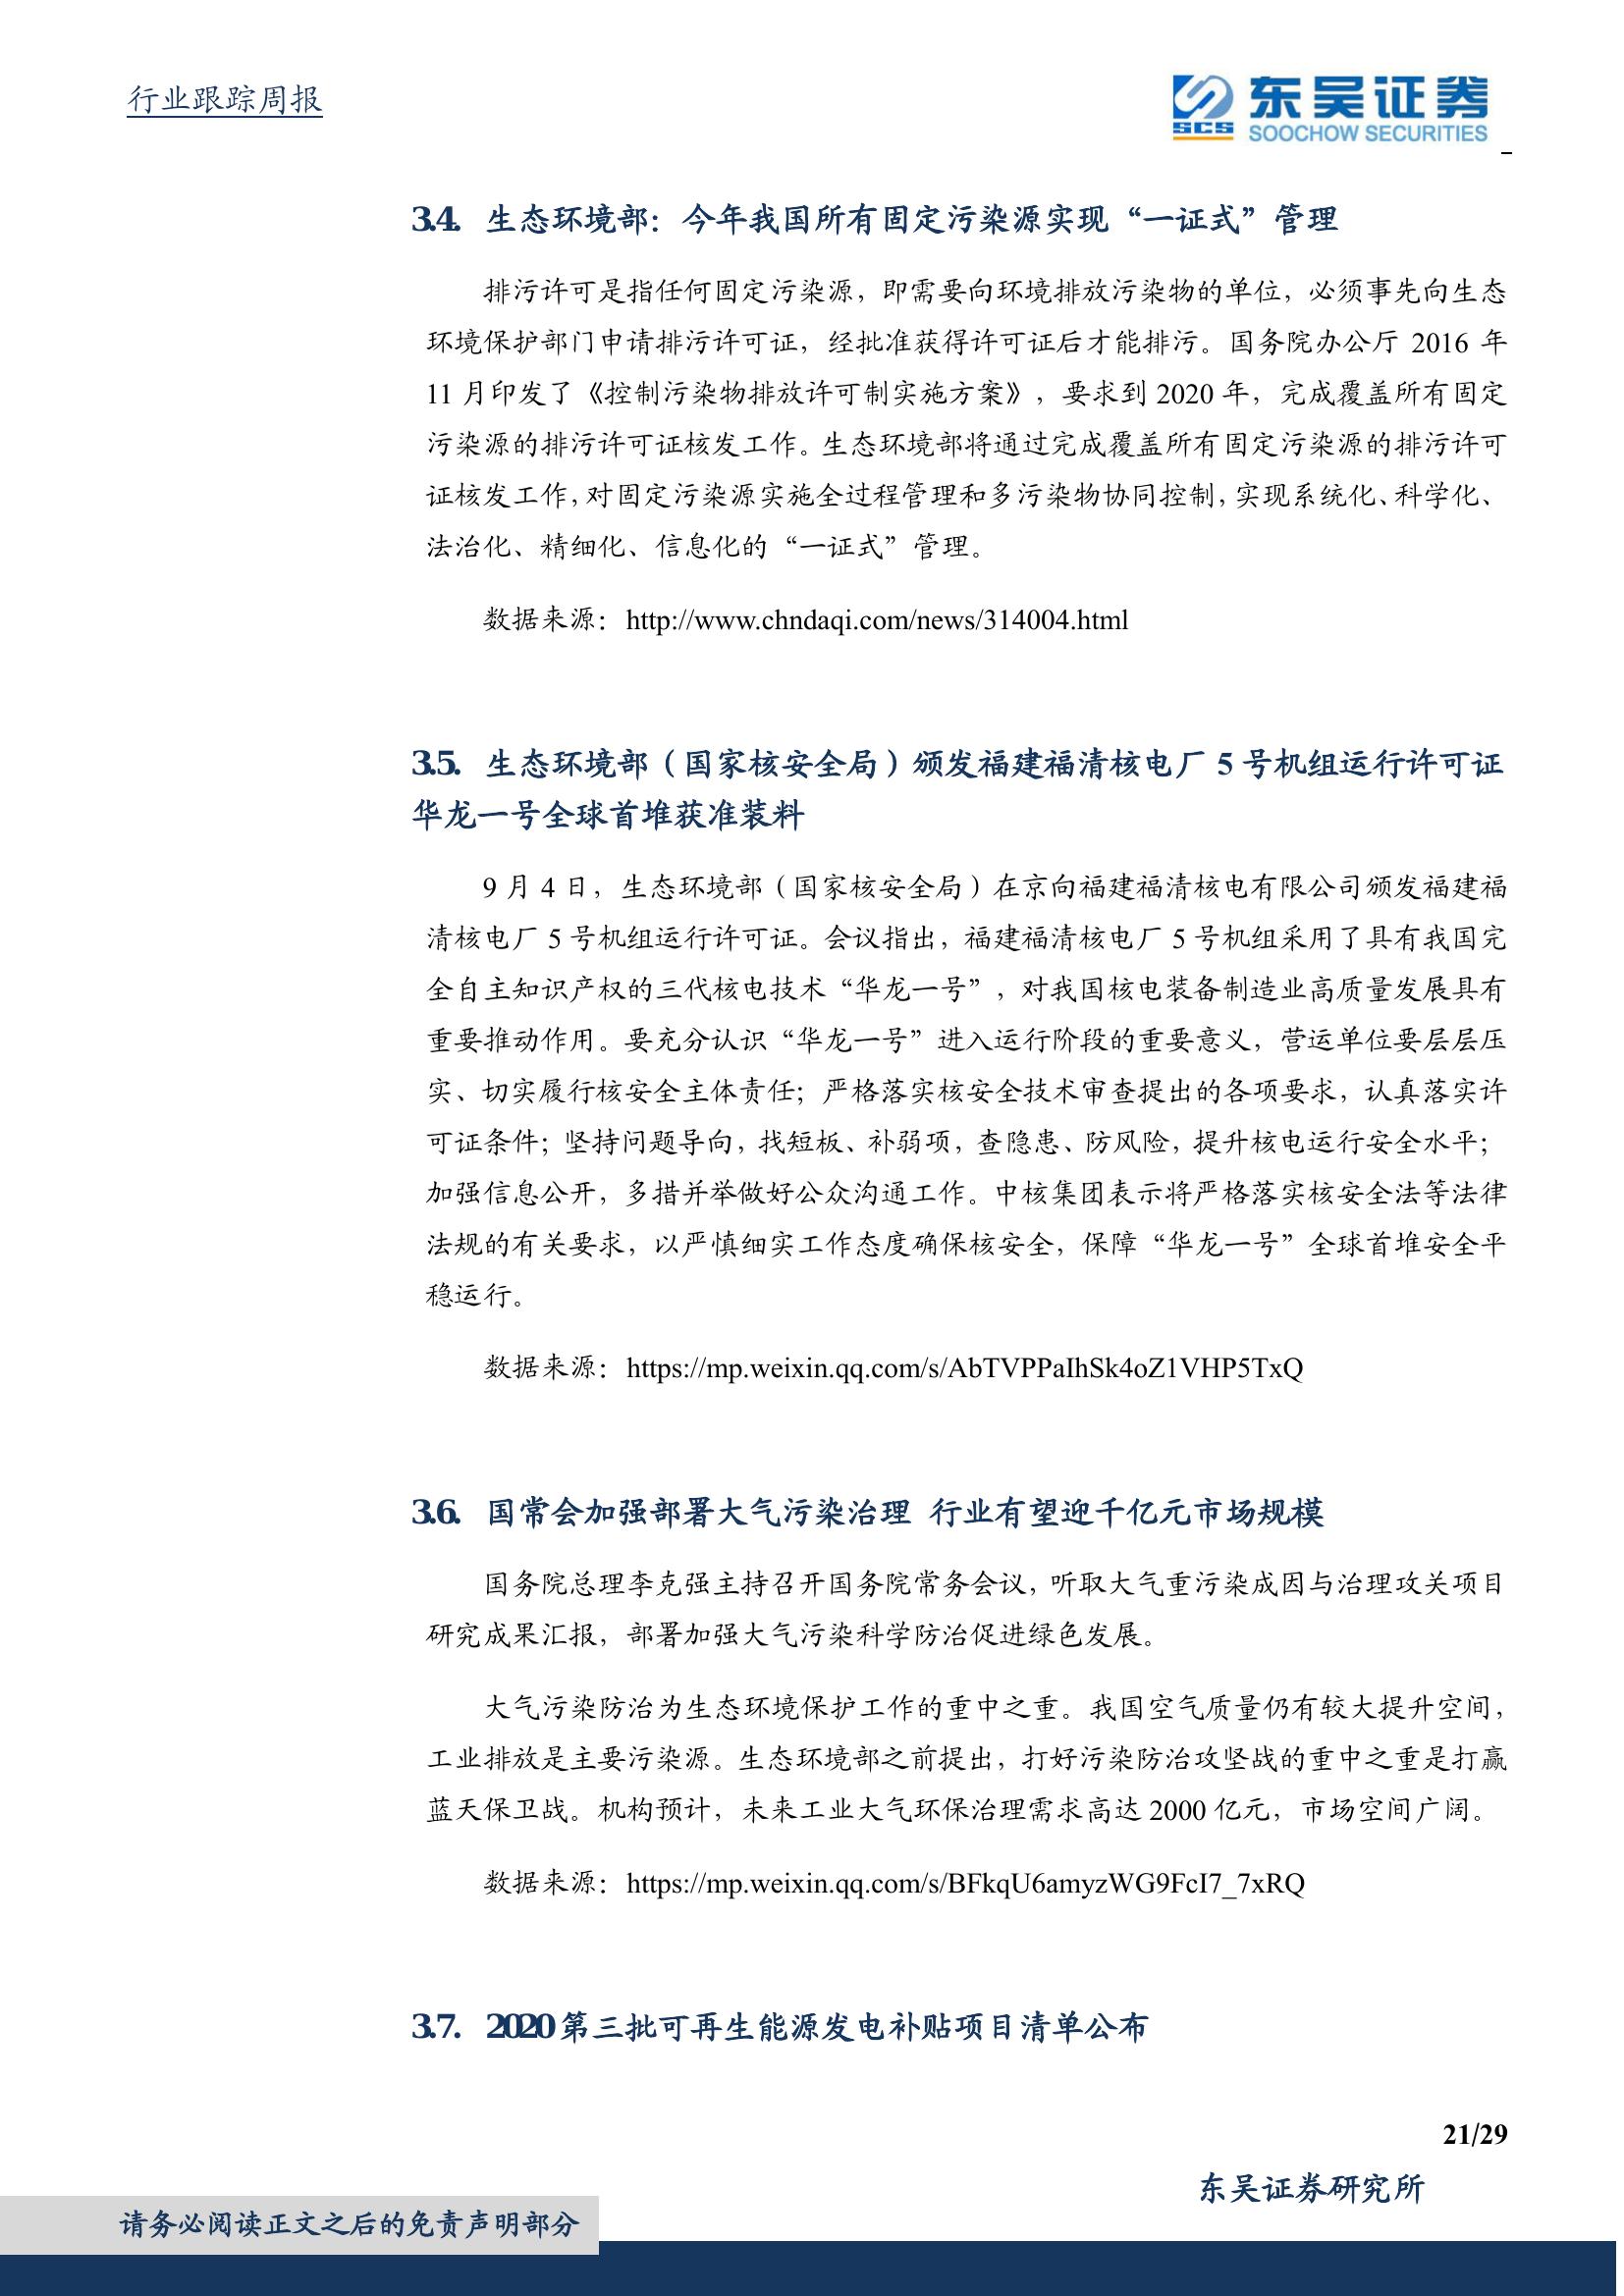 行业跟踪周报
SCS
东吴证券
SOOCHOW SECURITIES
3.4. 生态环境部：今年我国所有固定污染源实现“一证式”管理
排污许可是指任何固定污染源，即需要向环境排放污染物的单位，必须事先向生态
环境保护部门申请排污许可证，经批准获得许可证后才能排污。国务院办公厅 2016 年
11 月印发了《控制污染物排放许可制实施方案》，要求到 2020 年，完成覆盖所有固定
污染源的排污许可证核发工作。生态环境部将通过完成覆盖所有固定污染源的排污许可
证核发工作，对固定污染源实施全过程管理和多污染物协同控制，实现系统化、科学化、
法治化、精细化、信息化的“一证式”管理。
数据来源：http://www.chndaqi.com/news/314004.html
3.5. 生态环境部（国家核安全局）颁发福建福清核电厂 5 号机组运行许可证
华龙一号全球首堆获准装料
9 月 4 日，生态环境部（国家核安全局）在京向福建福清核电有限公司颁发福建福
清核电厂 5 号机组运行许可证。会议指出，福建福清核电厂 5 号机组采用了具有我国完
全自主知识产权的三代核电技术“华龙一号”，对我国核电装备制造业高质量发展具有
重要推动作用。要充分认识“华龙一号”进入运行阶段的重要意义，营运单位要层层压
实、切实履行核安全主体责任；严格落实核安全技术审查提出的各项要求，认真落实许
可证条件；坚持问题导向，找短板、补弱项，查隐患、防风险，提升核电运行安全水平；
加强信息公开，多措并举做好公众沟通工作。中核集团表示将严格落实核安全法等法律
法规的有关要求，以严慎细实工作态度确保核安全，保障“华龙一号”全球首堆安全平
稳运行。
数据来源：https://mp.weixin.qq.com/s/AbTVPPaIhSk4oZ1VHP5TxQ
3.6. 国常会加强部署大气污染治理 行业有望迎千亿元市场规模
国务院总理李克强主持召开国务院常务会议，听取大气重污染成因与治理攻关项目
研究成果汇报，部署加强大气污染科学防治促进绿色发展。
大气污染防治为生态环境保护工作的重中之重。我国空气质量仍有较大提升空间，
工业排放是主要污染源。生态环境部之前提出，打好污染防治攻坚战的重中之重是打赢
蓝天保卫战。机构预计，未来工业大气环保治理需求高达 2000 亿元，市场空间广阔。
数据来源：https://mp.weixin.qq.com/s/BFkqU6amyzWG9FcI7_7xRQ
3.7. 2020 第三批可再生能源发电补贴项目清单公布
21/29
东吴证券研究所
请务必阅读正文之后的免责声明部分